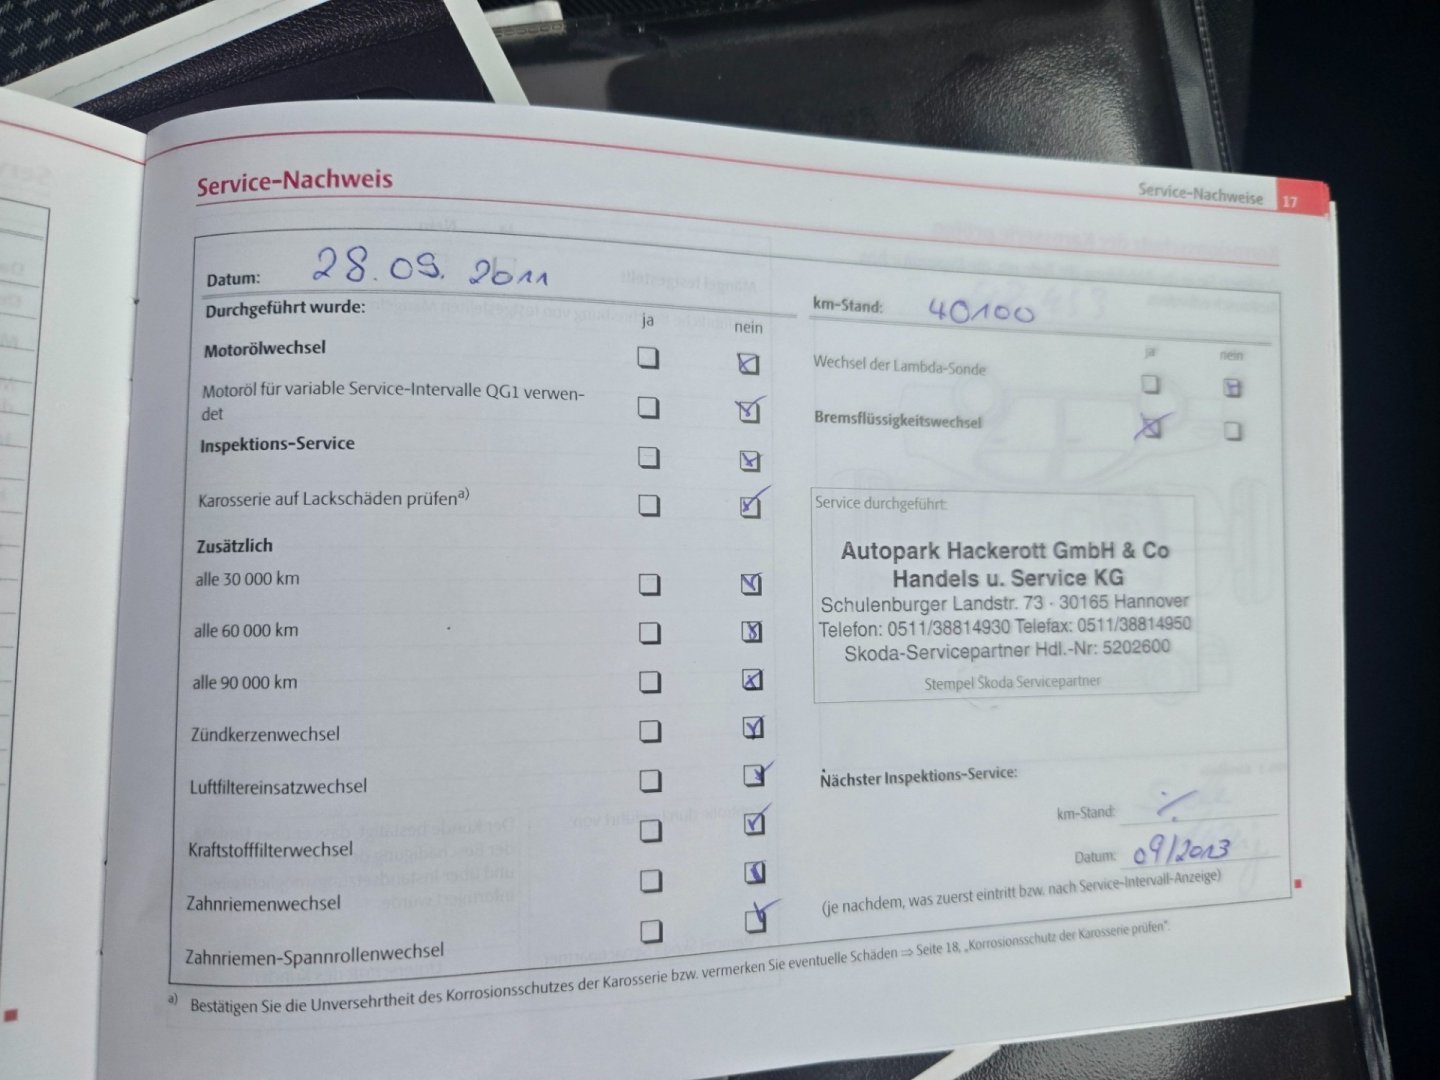 Service-Nachweise 17
Service-Nachweis
Datum: 28.09.2011
Durchgeführt wurde:
ja nein
Motorölwechsel
Motoröl für variable Service-Intervalle QG1 verwen-
det
Inspektions-Service
Karosserie auf Lackschäden prüfen a)
Zusätzlich
alle 30 000 km
alle 60 000 km
alle 90 000 km
Zündkerzenwechsel
Luftfiltereinsatzwechsel
Kraftstofffilterwechsel
Zahnriemenwechsel
Zahnriemen-Spannrollenwechsel
km-Stand: 40100
ja nein
Wechsel der Lambda-Sonde
Bremsflüssigkeitswechsel
Service durchgeführt:
Autopark Hackerott GmbH & Co
Handels u. Service KG
Schulenburger Landstr. 73 · 30165 Hannover
Telefon: 0511/38814930 Telefax: 0511/38814950
Skoda-Servicepartner Hdl.-Nr: 5202600
Stempel Škoda Servicepartner
Nächster Inspektions-Service:
km-Stand: ⁒
Datum: 09/2013
(je nachdem, was zuerst eintritt bzw. nach Service-Intervall-Anzeige)
a) Bestätigen Sie die Unversehrtheit des Korrosionsschutzes der Karosserie bzw. vermerken Sie eventuelle Schäden ⇒ Seite 18, „Korrosionsschutz der Karosserie prüfen“.